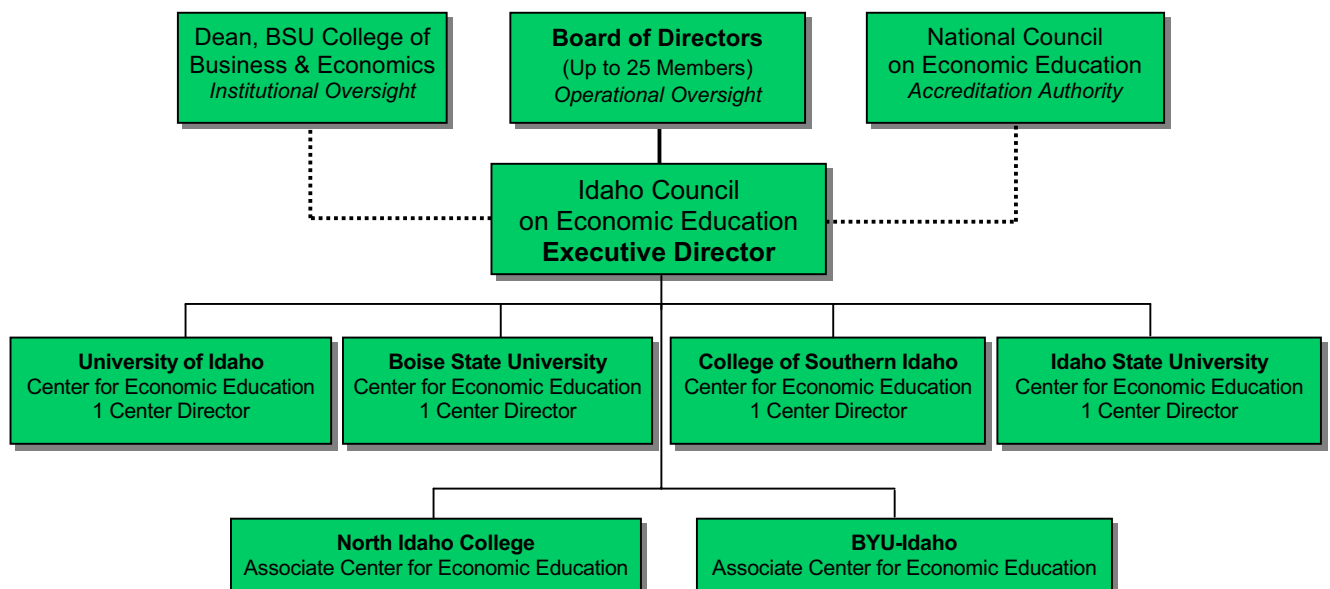 Dean, BSU College of
Business & Economics
Institutional Oversight
Board of Directors
(Up to 25 Members)
Operational Oversight
National Council
on Economic Education
Accreditation Authority
Idaho Council
on Economic Education
Executive Director
University of Idaho
Center for Economic Education
1 Center Director
Boise State University
Center for Economic Education
1 Center Director
College of Southern Idaho
Center for Economic Education
1 Center Director
Idaho State University
Center for Economic Education
1 Center Director
North Idaho College
Associate Center for Economic Education
BYU-Idaho
Associate Center for Economic Education